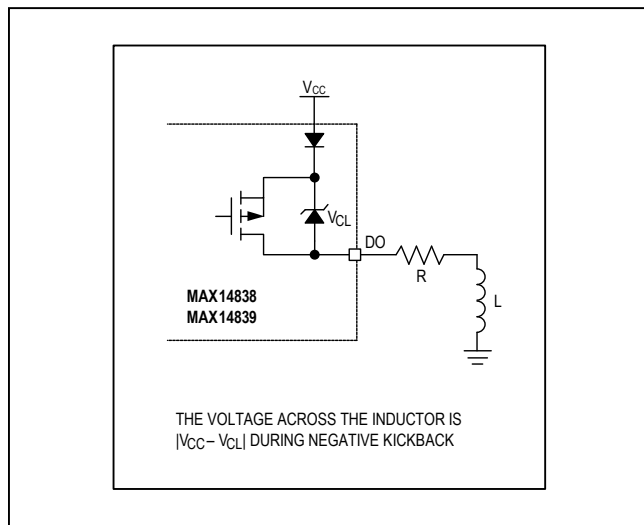 VCC
VCL
DO
R
L
MAX14838
MAX14839
THE VOLTAGE ACROSS THE INDUCTOR IS
|VCC – VCL| DURING NEGATIVE KICKBACK